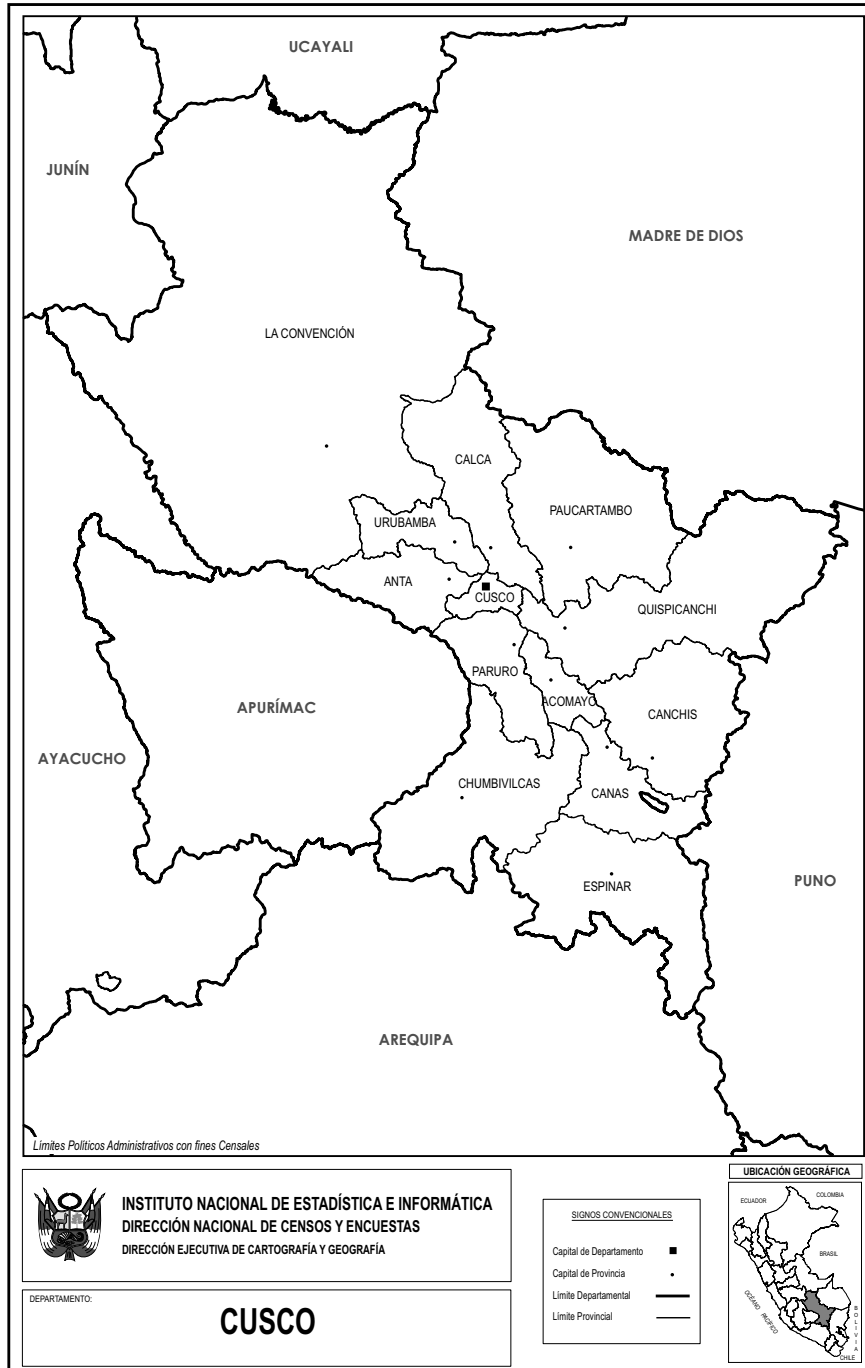 UCAYALI
JUNÍN
MADRE DE DIOS
LA CONVENCIÓN
CALCA
PAUCARTAMBO
URUBAMBA
ANTA
CUSCO
QUISPICANCHI
PARURO
ACOMAYO
CANCHIS
APURÍMAC
AYACUCHO
CHUMBIVILCAS
CANAS
ESPINAR
PUNO
AREQUIPA
Límites Políticos Administrativos con fines Censales
INSTITUTO NACIONAL DE ESTADÍSTICA E INFORMÁTICA
DIRECCIÓN NACIONAL DE CENSOS Y ENCUESTAS
DIRECCIÓN EJECUTIVA DE CARTOGRAFÍA Y GEOGRAFÍA
DEPARTAMENTO:
CUSCO
SIGNOS CONVENCIONALES
Capital de Departamento
Capital de Provincia
Límite Departamental
Límite Provincial
UBICACIÓN GEOGRÁFICA
ECUADOR
COLOMBIA
BRASIL
OCÉANO PACÍFICO
BOLIVIA
CHILE